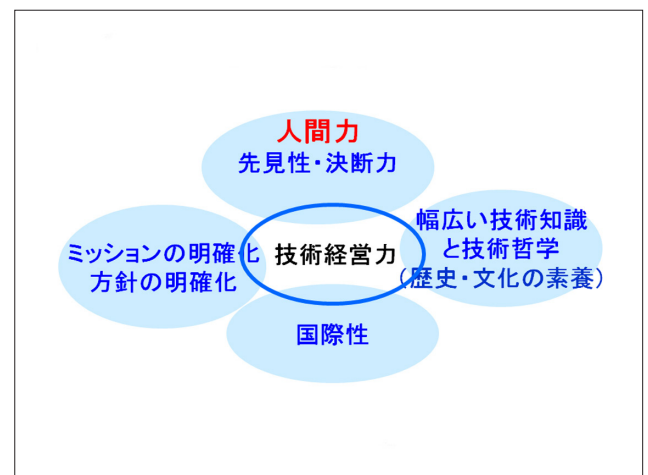 人間力
先見性・決断力
ミッションの明確化
方針の明確化
技術経営力
幅広い技術知識
と技術哲学
(歴史・文化の素養)
国際性